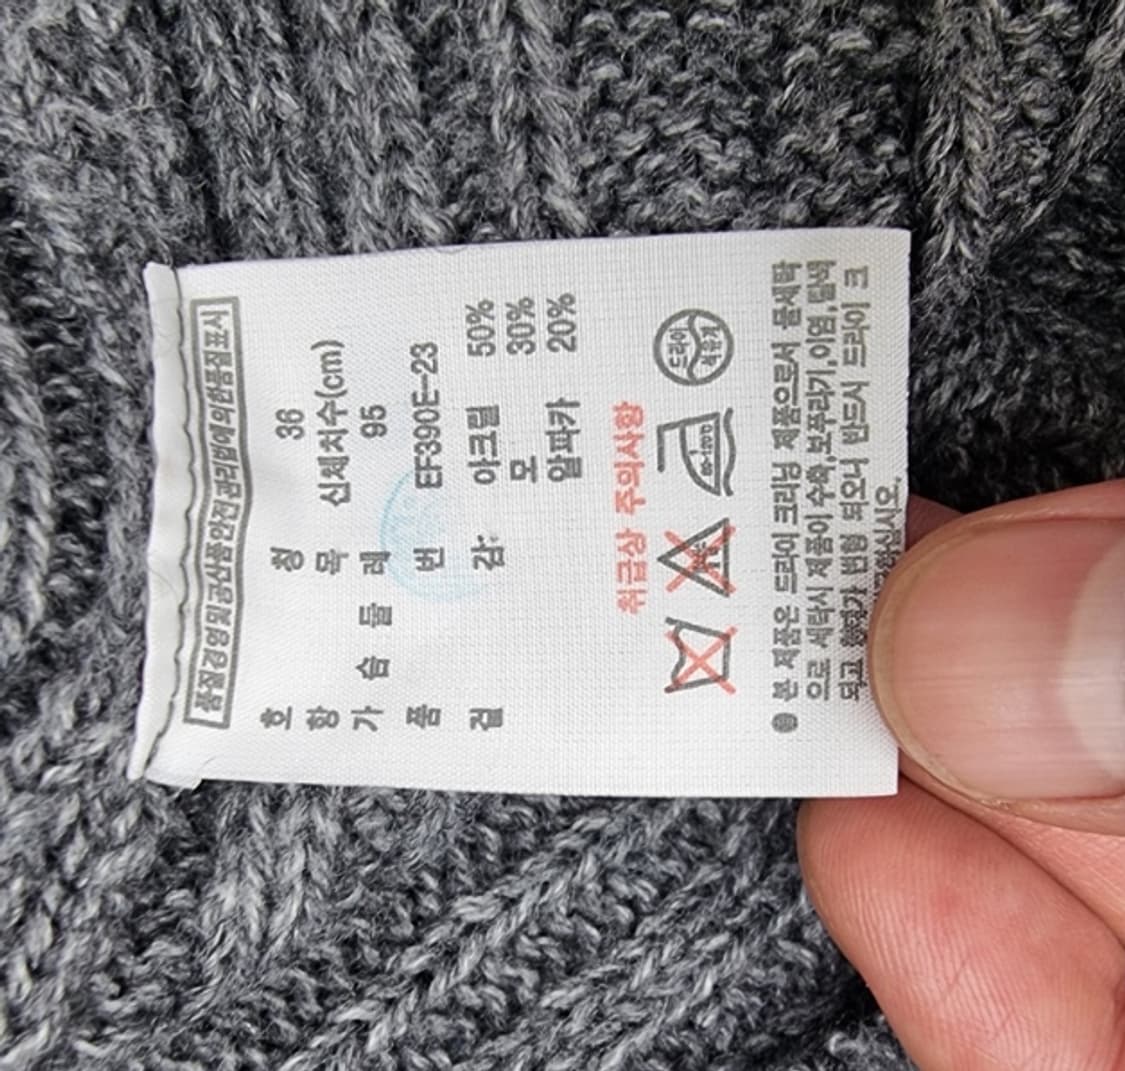 품질경영및공산품안전관리법에의한품질표시
호 칭 36
항 목 신체치수(cm)
가 슴 둘 레 95
품 번 EF390E-23
겉 감: 아크릴 50%
모 30%
알파카 20%
취급상 주의사항
80~120℃
드라이
● 본 제품은 드라이 크리닝 제품으로서 물세탁
으로 세탁시 제품이 수축,보푸라기,이염,탈색
되고 형태가 변형 되오니 반드시 드라이 크
하십시오.